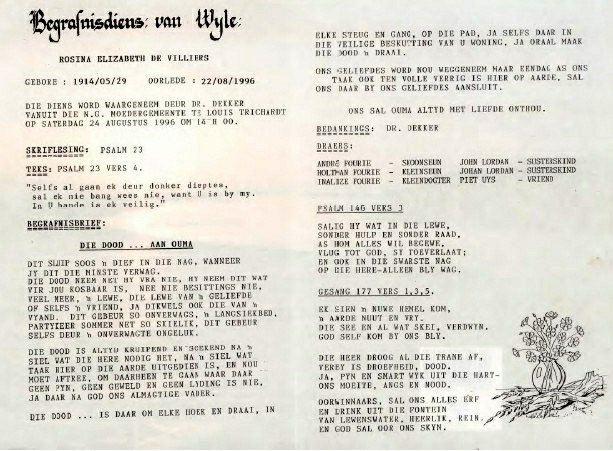 Begrafnisdiens: van Wyle:
ROSINA ELIZABETH DE VILLIERS
GEBORE : 1914/05/29 OORLEDE : 22/08/1996
DIE DIENS WORD WAARGENEEM DEUR DR. DEKKER
VANUIT DIE N.G. MOEDERGEMEENTE TE LOUIS TRICHARDT
OP SATERDAG 24 AUGUSTUS 1996 OM 14 H 00.
SKRIFLESING: PSALM 23
TEKS: PSALM 23 VERS 4.
"Selfs al gaan ek deur donker dieptes,
sal ek nie bang wees nie, want U is by my.
In U hande is ek veilig."
BEGRAFNISBRIEF:
DIE DOOD ... AAN OUMA
DIT SLUIP SOOS 'n DIEF IN DIE NAG, WANNEER
JY DIT DIE MINSTE VERWAG.
DIE DOOD NEEM NET HY VRA NIE, HY NEEM DIT WAT
VIR JOU KOSBAAR IS, NEE NIE BESITTINGS NIE,
VEEL MEER, 'n LEWE, DIE LEWE VAN 'n GELIEFDE
OF SELFS 'n VRIEND, JA DIKWELS OOK DIE VAN 'n
VYAND. DIT GEBEUR SO ONVERWAGS, 'n LANGSIEKBED,
PARTYKEER SOMMER NET SO SKIELIK, DIT GEBEUR
SELFS DEUR 'n ONVERWAGTE ONGELUK.
DIE DOOD IS ALTYD KRUIPEND EN SOEKEND NA 'n
SIEL WAT DIE HERE NODIG HET, NA 'n SIEL WAT
TAAK HIER OP DIE AARDE UITGEDIEN IS, EN NOU
MOET AFTREE, OM DAARHEEN TE GAAN WAAR DAAR
GEEN PYN, GEEN GEWELD EN GEEN LIDING IS NIE,
JA DAAR NA GOD ONS ALMAGTIGE VADER.
DIE DOOD ... IS DAAR OM ELKE HOEK EN DRAAI, IN
ELKE STEUG EN GANG, OP DIE PAD, JA SELFS DAAR IN
DIE VEILIGE BESKUTTING VAN U WONING, JA ORAAL MAAK
DIE DOOD 'n DRAAI.
ONS GELIEFDES WORD NOU WEGGENEEM MAAR EENDAG AS ONS
TAAK OOK TEN VOLLE VERRIG IS HIER OP AARDE, SAL
ONS DAAR BY ONS GELIEFDES AANSLUIT.
ONS SAL OUMA ALTYD MET LIEFDE ONTHOU.
BEDANKINGS: DR. DEKKER
DRAERS:
ANDRé FOURIE - SKOONSEUN JOHN LORDAN - SUSTERSKIND
HOLTMAN FOURIE - KLEINSEUN JOHAN LORDAN - SUSTERSKIND
INALIZE FOURIE - KLEINDOGTER PIET UYS - VRIEND
PSALM 146 VERS 3
SALIG HY WAT IN DIE LEWE,
SONDER HULP EN SONDER RAAD,
AS HOM ALLES WIL BEGEWE,
VLUG TOT GOD, SY TOEVERLAAT;
EN OOK IN DIE SWARSTE NAG
OP DIE HERE-ALLEEN BLY WAG.
GESANG 177 VERS 1,3,5.
EK SIEN 'n NUWE HEMEL KOM,
'n AARDE NUUT EN VRY.
DIE SEE EN AL WAT SKEI, VERDWYN.
GOD SELF KOM BY ONS BLY.
DIE HEER DROOG AL DIE TRANE AF,
VERBY IS DROEFHEID, DOOD.
JA, PYN EN SMART WYK UIT DIE HART-
ONS MOEITE, ANGS EN NOOD.
OORWINNAARS, SAL ONS ALLES ERF
EN DRINK UIT DIE FONTEIN
VAN LEWENSWATER, HEERLIK, REIN.
EN GOD SAL OOR ONS SKYN.